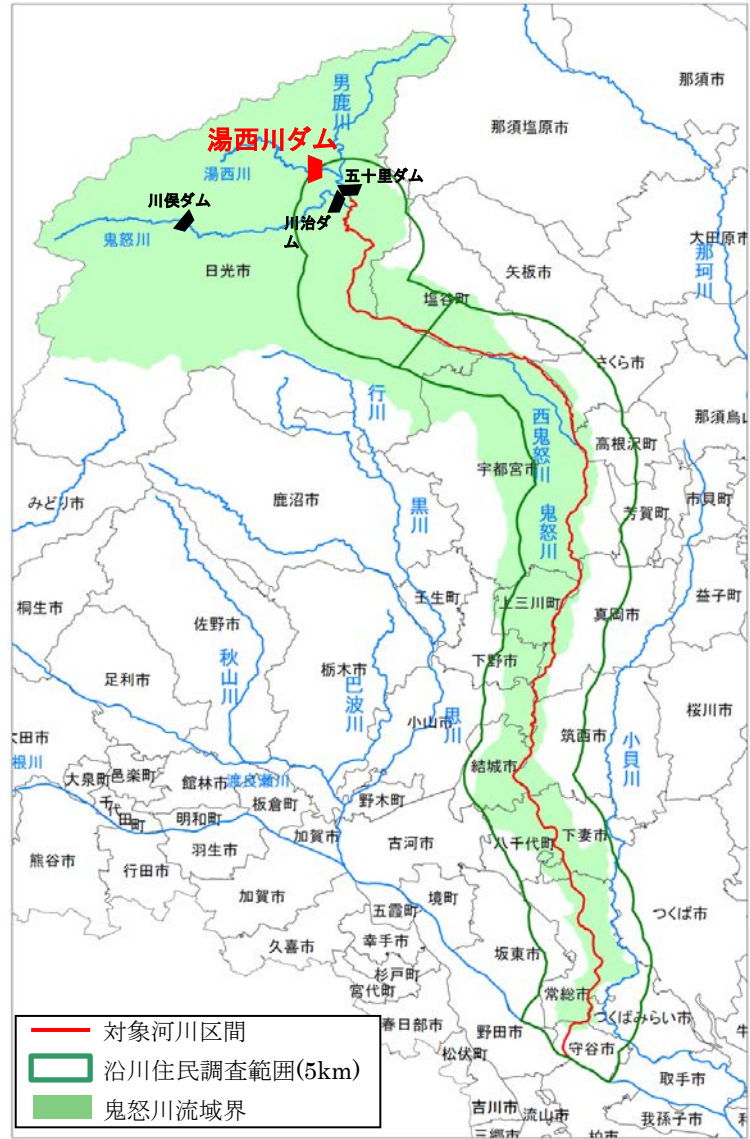 男鹿川
那須市
那須塩原市
湯西川ダム
湯西川
五十里ダム
川俣ダム
川治ダ
ム
鬼怒川
大田原市
那珂川
日光市
矢板市
塩谷町
さくら市
行川
西鬼怒川
那須烏山
高根沢町
宇都宮市
鬼怒川
みどり市
鹿沼市
黒川
市貝町
芳賀町
壬生町
上三川町
益子町
真岡市
桐生市
佐野市
秋山川
栃木市
巴波川
下野市
足利市
思川
小山市
桜川市
筑西市
小貝川
太田市
根川
大泉町
邑楽町
館林市
渡良瀬川
結城市
千代
田町
明和町
板倉町
野木町
加賀市
古河市
八千代町
下妻市
熊谷市
行田市
羽生市
加賀市
境町
五霞町
つくば市
久喜市
幸手市
坂東市
杉戸町
宮代町
常総市
つくばみらい市
春日部市
野田市
守谷市
松伏町
取手市
吉川市
流山市
我孫子市
三郷市
柏市
対象河川区間
沿川住民調査範囲(5km)
鬼怒川流域界